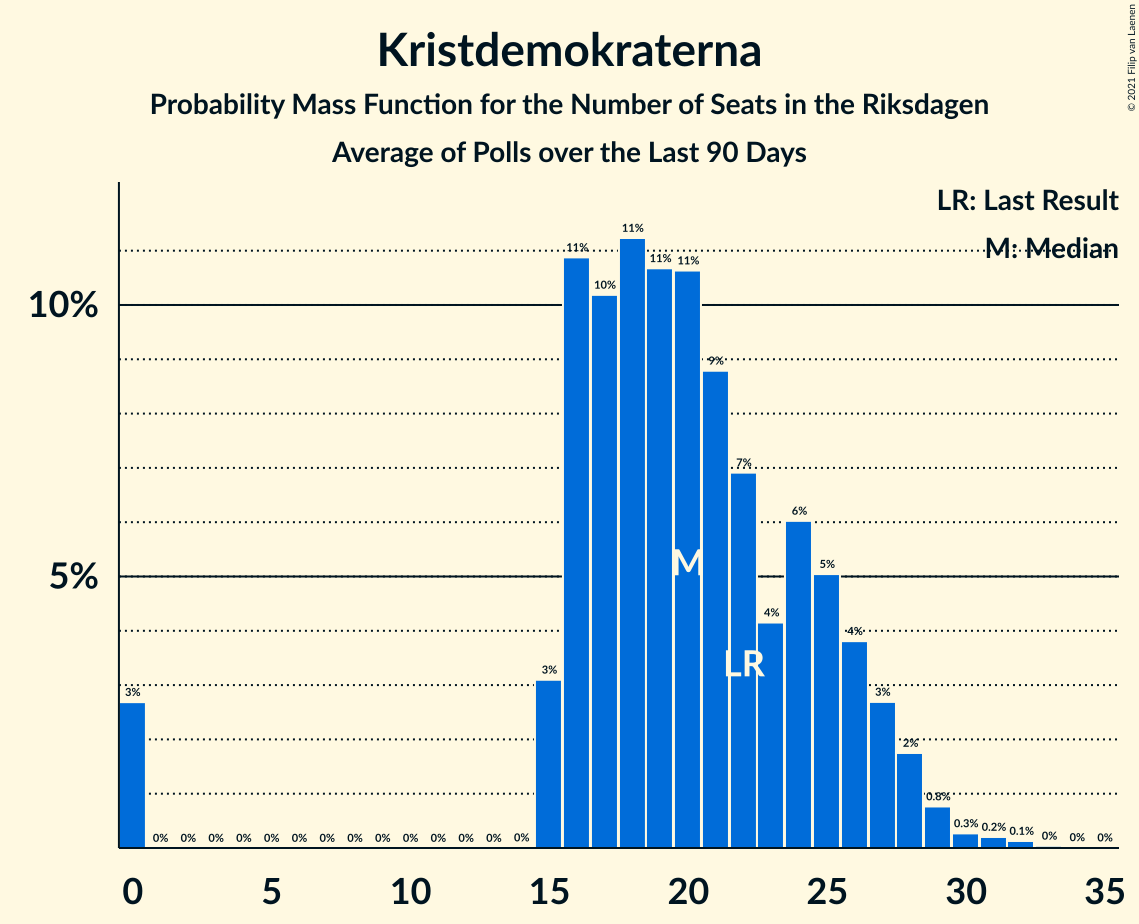 Kristdemokraterna
Probability Mass Function for the Number of Seats in the Riksdagen
Average of Polls over the Last 90 Days
© 2021 Filip van Laenen
LR: Last Result
M: Median
10%
5%
3% 0% 0% 0% 0% 0% 0% 0% 0% 0% 0% 0% 0% 0% 0% 3% 11% 10% 11% 11% 11% 9% 7% 4% 6% 5% 4% 3% 2% 0.8% 0.3% 0.2% 0.1% 0% 0% 0%
M
LR
0 5 10 15 20 25 30 35